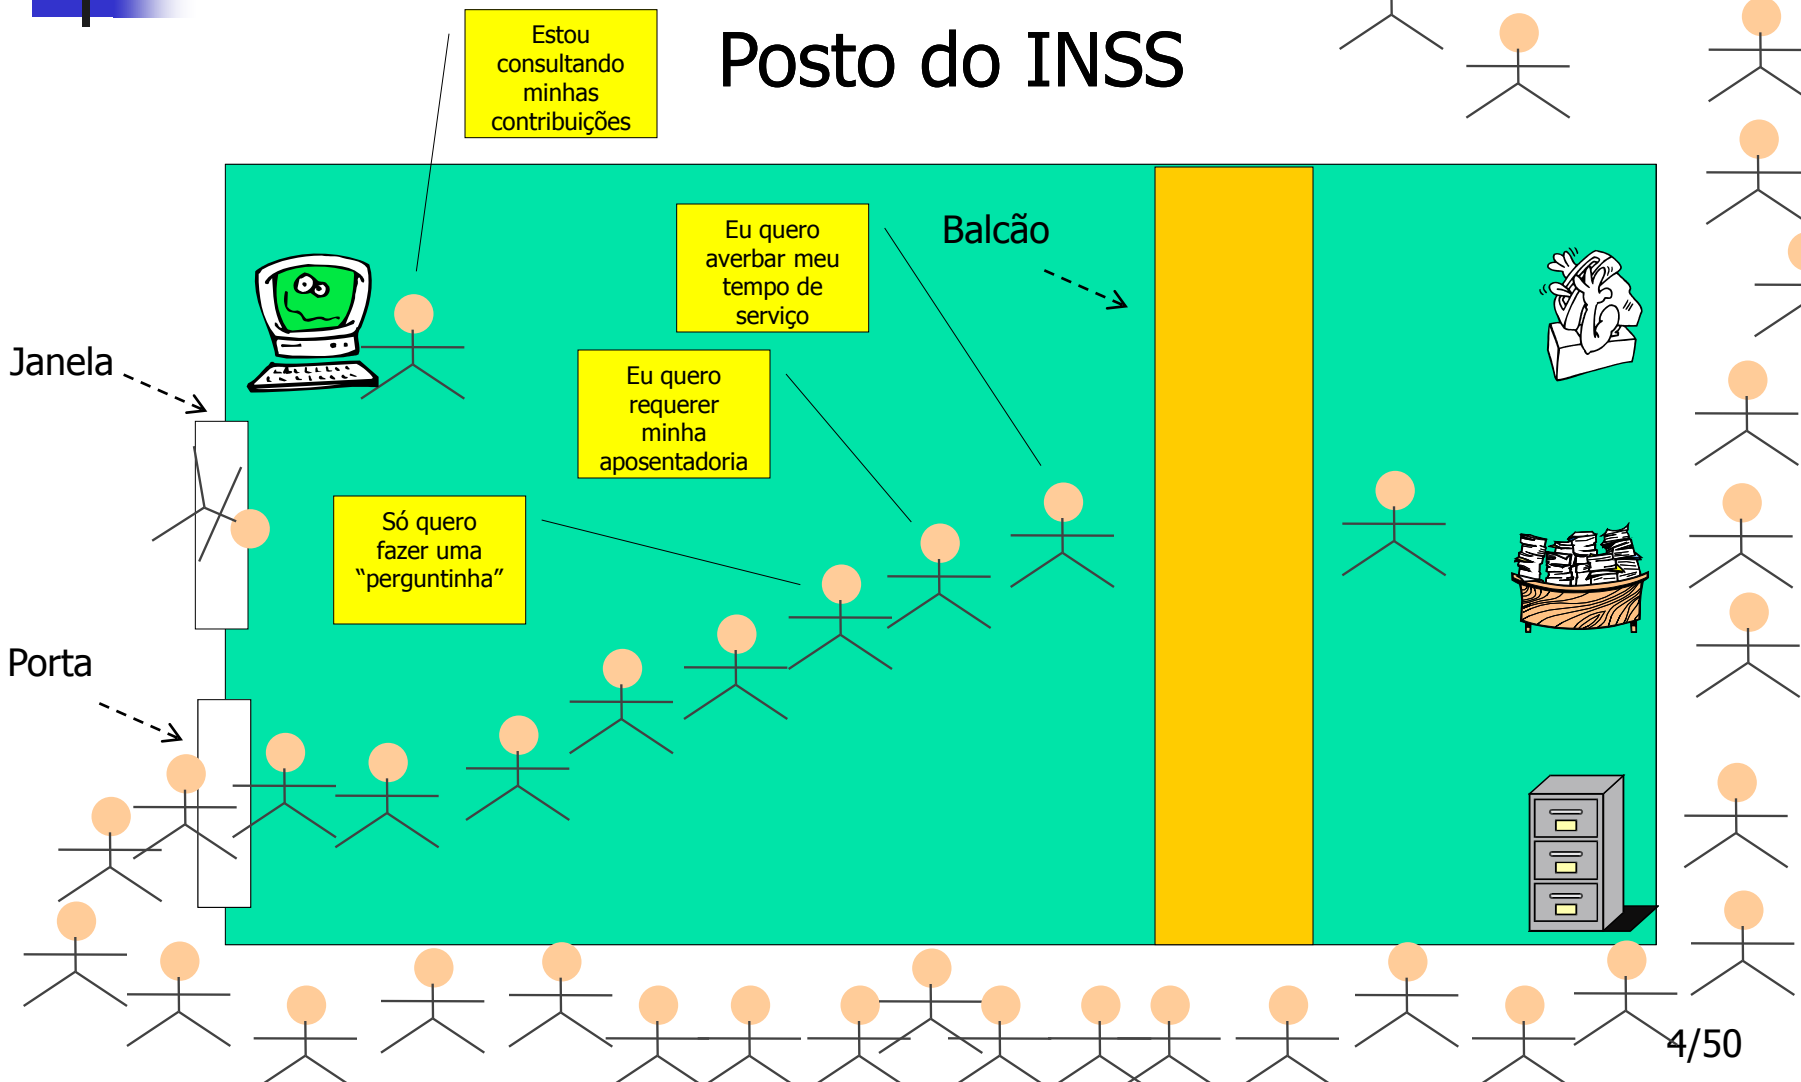 Posto do INSS
Estou
consultando
minhas
contribuições
Eu quero
averbar meu
tempo de
serviço
Balcão
Janela
Eu quero
requerer
minha
aposentadoria
Só quero
fazer uma
“perguntinha”
Porta
4/50